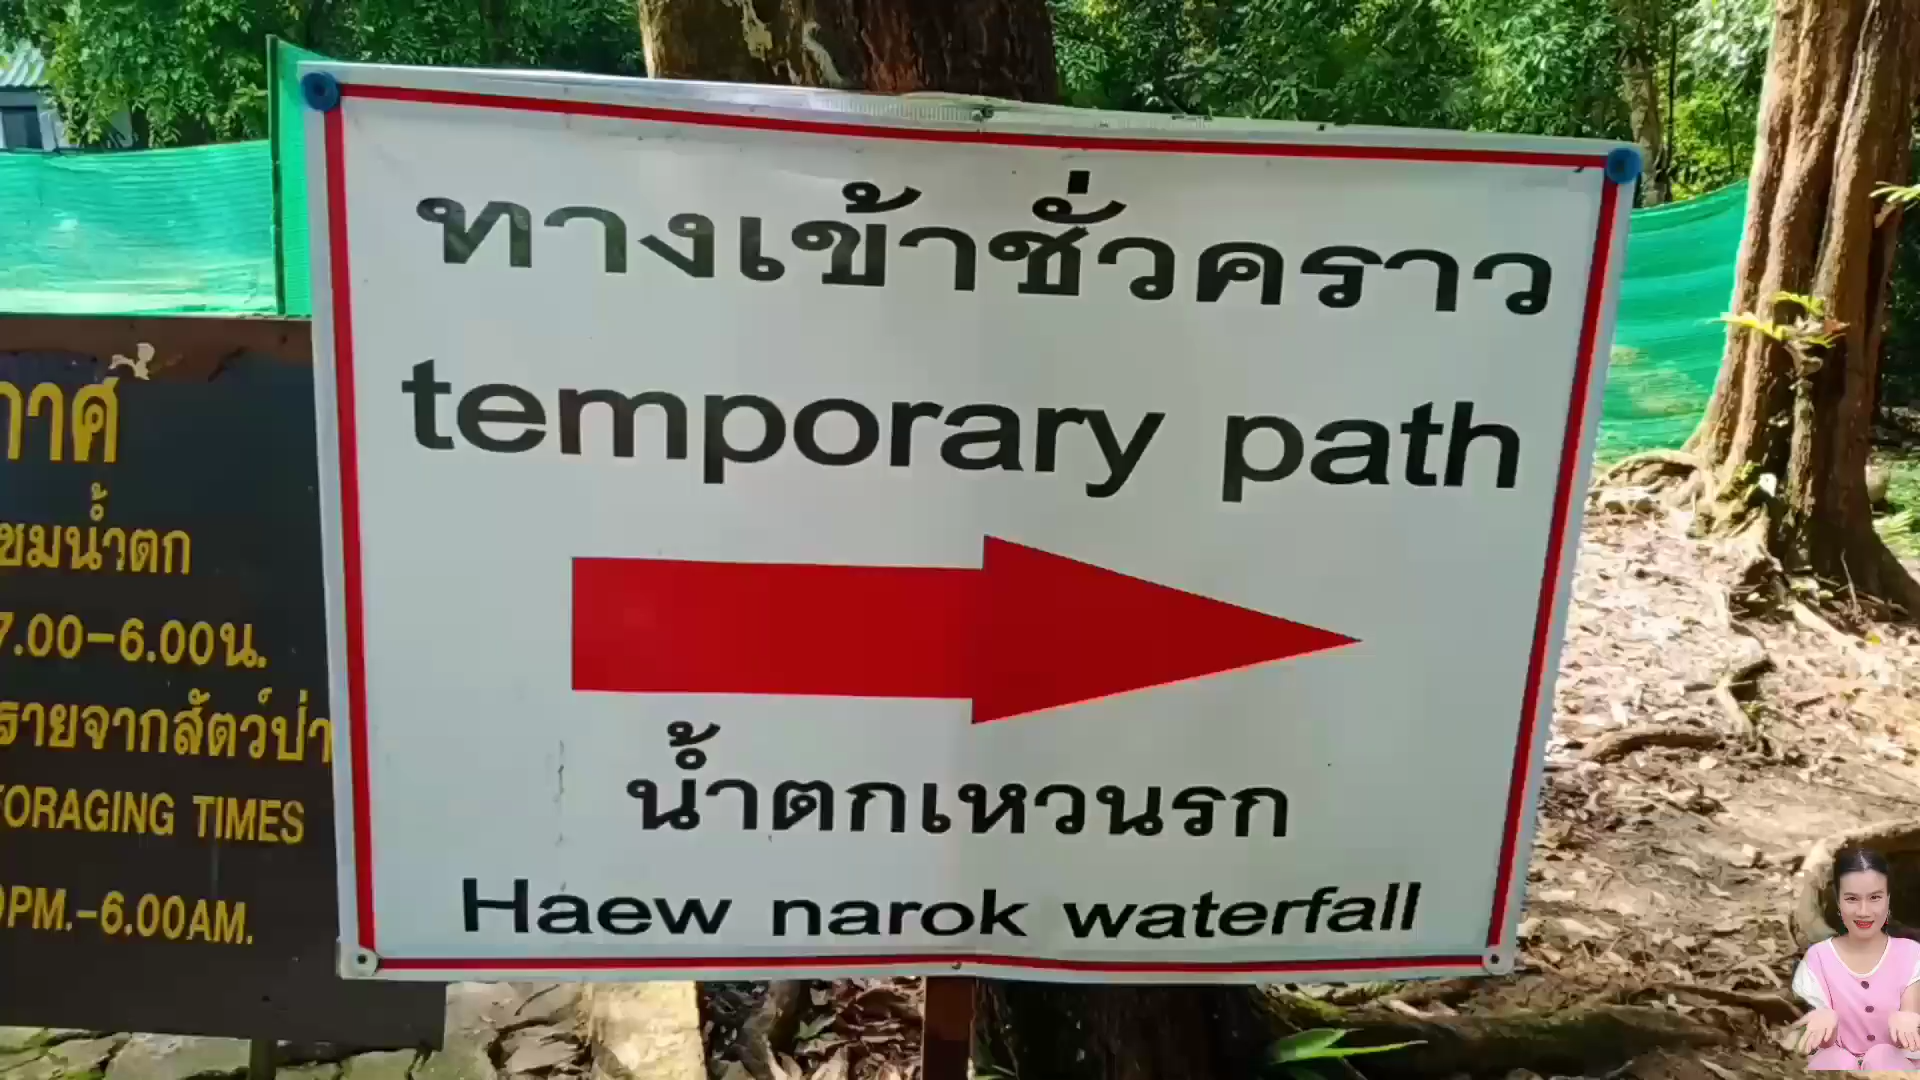 ทางเข้าชั่วคราว
temporary path
น้ำตกเหวนรก
Haew narok waterfall
กาศ
ชมน้ำตก
7.00-6.00น.
รายจากสัตว์ป่า
FORAGING TIMES
PM.-6.00AM.